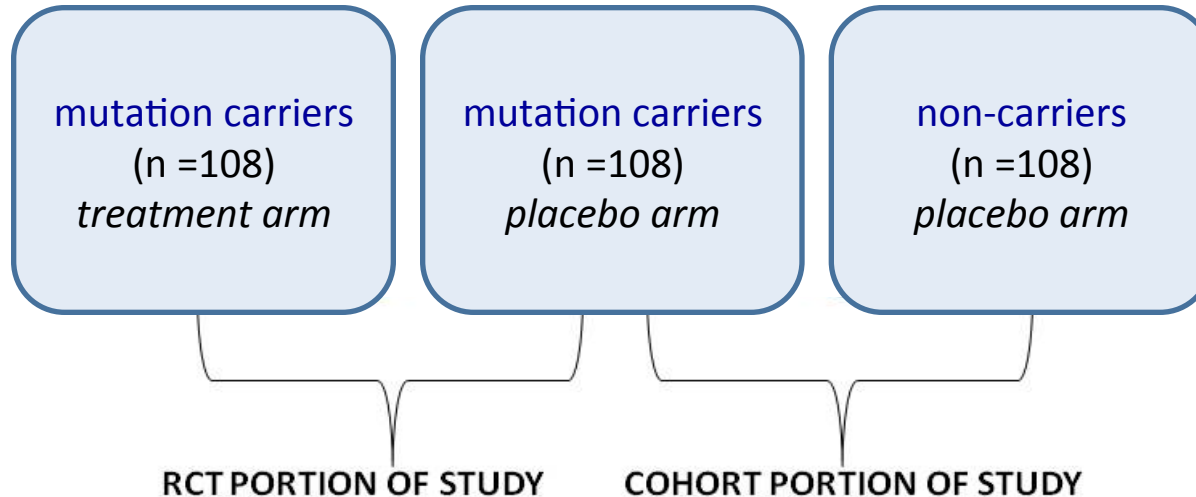 mutation carriers
(n =108)
treatment arm
mutation carriers
(n =108)
placebo arm
non-carriers
(n =108)
placebo arm
RCT PORTION OF STUDY
COHORT PORTION OF STUDY